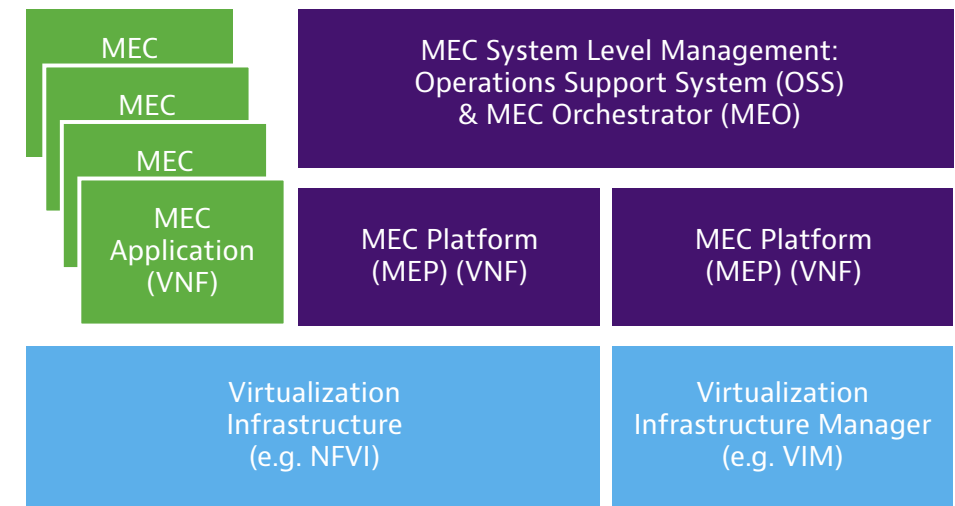 MEC
MEC
MEC
MEC
Application
(VNF)
MEC System Level Management:
Operations Support System (OSS)
& MEC Orchestrator (MEO)
MEC Platform
(MEP) (VNF)
MEC Platform
(MEP) (VNF)
Virtualization
Infrastructure
(e.g. NFVI)
Virtualization
Infrastructure Manager
(e.g. VIM)